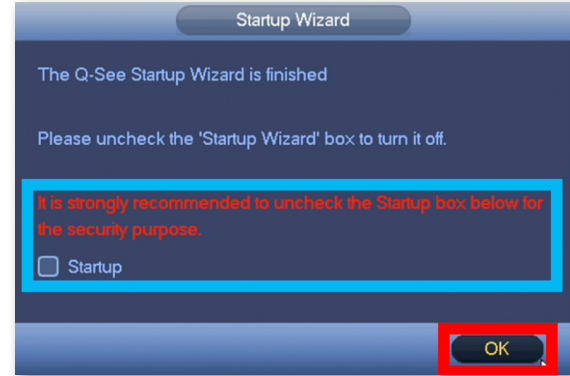 Startup Wizard
The Q-See Startup Wizard is finished
Please uncheck the 'Startup Wizard' box to turn it off.
It is strongly recommended to uncheck the Startup box below for
the security purpose.
Startup
OK